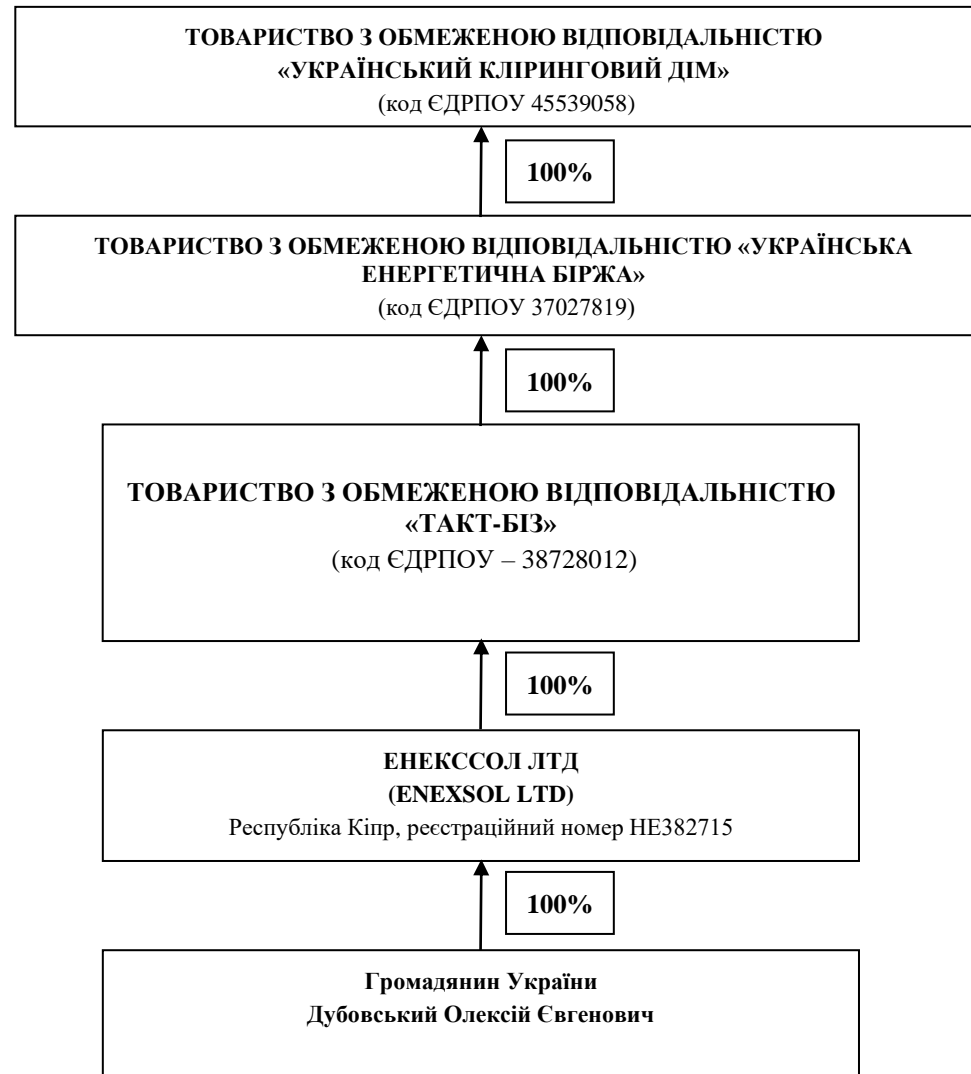 ТОВАРИСТВО З ОБМЕЖЕНОЮ ВІДПОВІДАЛЬНІСТЮ
«УКРАЇНСЬКИЙ КЛІРИНГОВИЙ ДІМ»
(код ЄДРПОУ 45539058)
100%
ТОВАРИСТВО З ОБМЕЖЕНОЮ ВІДПОВІДАЛЬНІСТЮ «УКРАЇНСЬКА
ЕНЕРГЕТИЧНА БІРЖА»
(код ЄДРПОУ 37027819)
100%
ТОВАРИСТВО З ОБМЕЖЕНОЮ ВІДПОВІДАЛЬНІСТЮ
«ТАКТ-БІЗ»
(код ЄДРПОУ – 38728012)
100%
ЕНЕКССОЛ ЛТД
(ENEXSOL LTD)
Республіка Кіпр, реєстраційний номер НЕ382715
100%
Громадянин України
Дубовський Олексій Євгенович